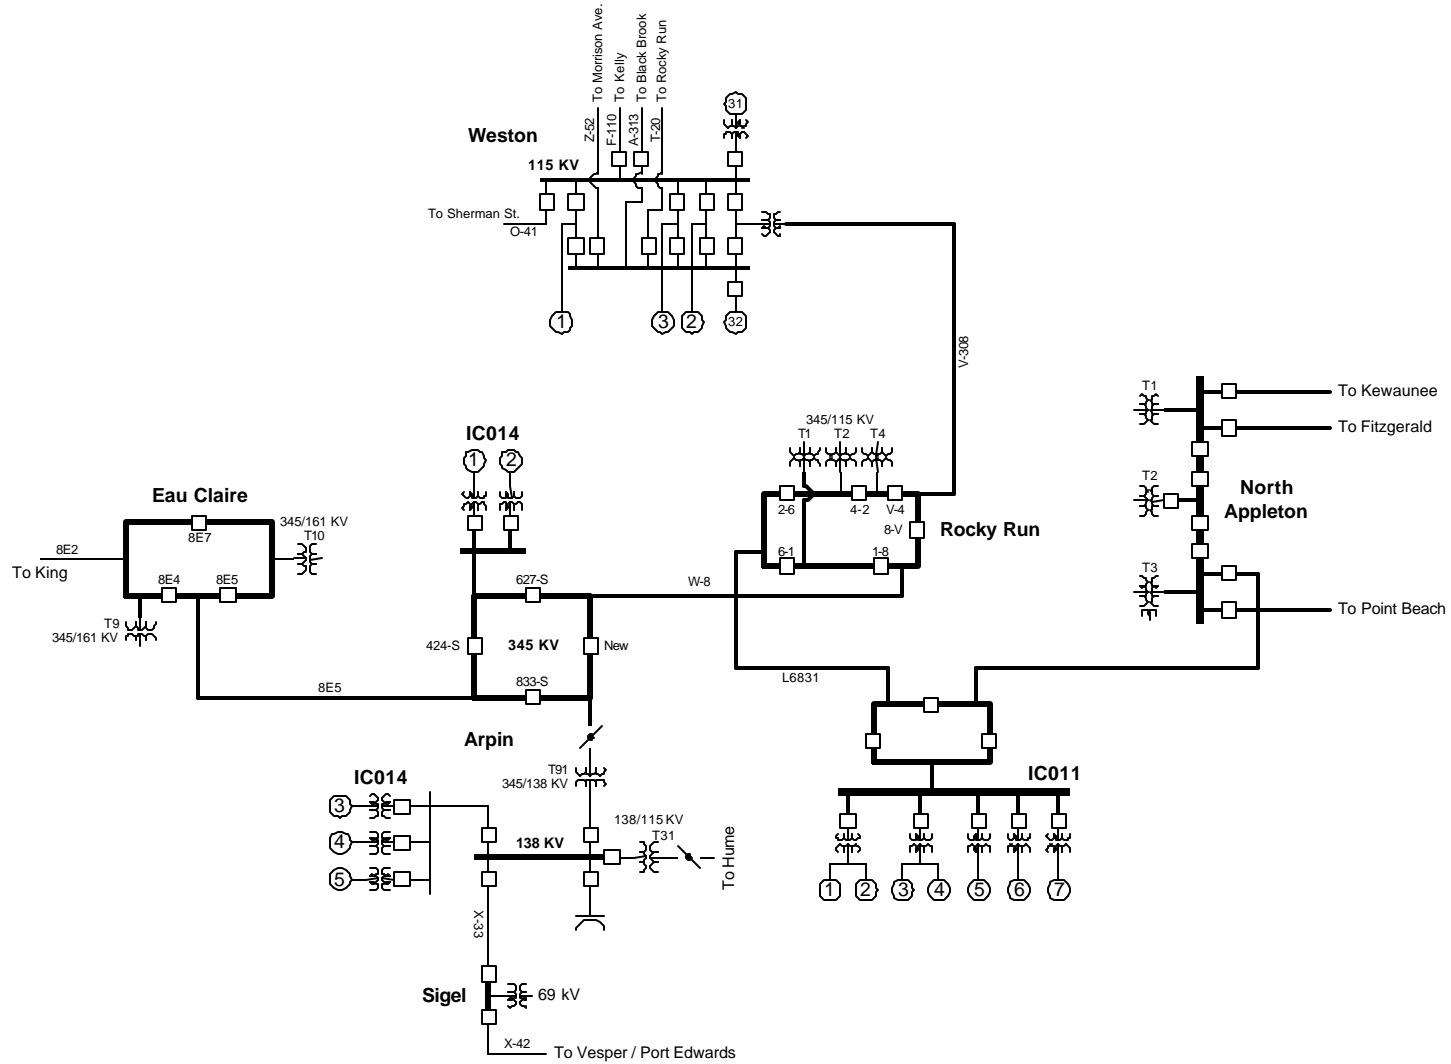 To Morrison Ave.
To Kelly
To Black Brook
To Rocky Run
Z-52
F-110
A-313
T-20
31
Weston
115 KV
To Sherman St.
O-41
1
3
2
32
V-308
IC014
1
2
Eau Claire
8E7
345/161 KV
T10
8E2
To King
8E4
8E5
T9
345/161 KV
8E5
627-S
424-S
345 KV
New
833-S
Arpin
W-8
345/115 KV
T1
T2
T4
2-6
4-2
V-4
8-V
6-1
1-8
Rocky Run
T1
To Kewaunee
To Fitzgerald
T2
North
Appleton
T3
To Point Beach
L6831
IC011
1
2
3
4
5
6
7
T91
345/138 KV
IC014
3
4
5
138 KV
138/115 KV
T31
To Hume
X-33
Sigel
69 kV
X-42
To Vesper / Port Edwards